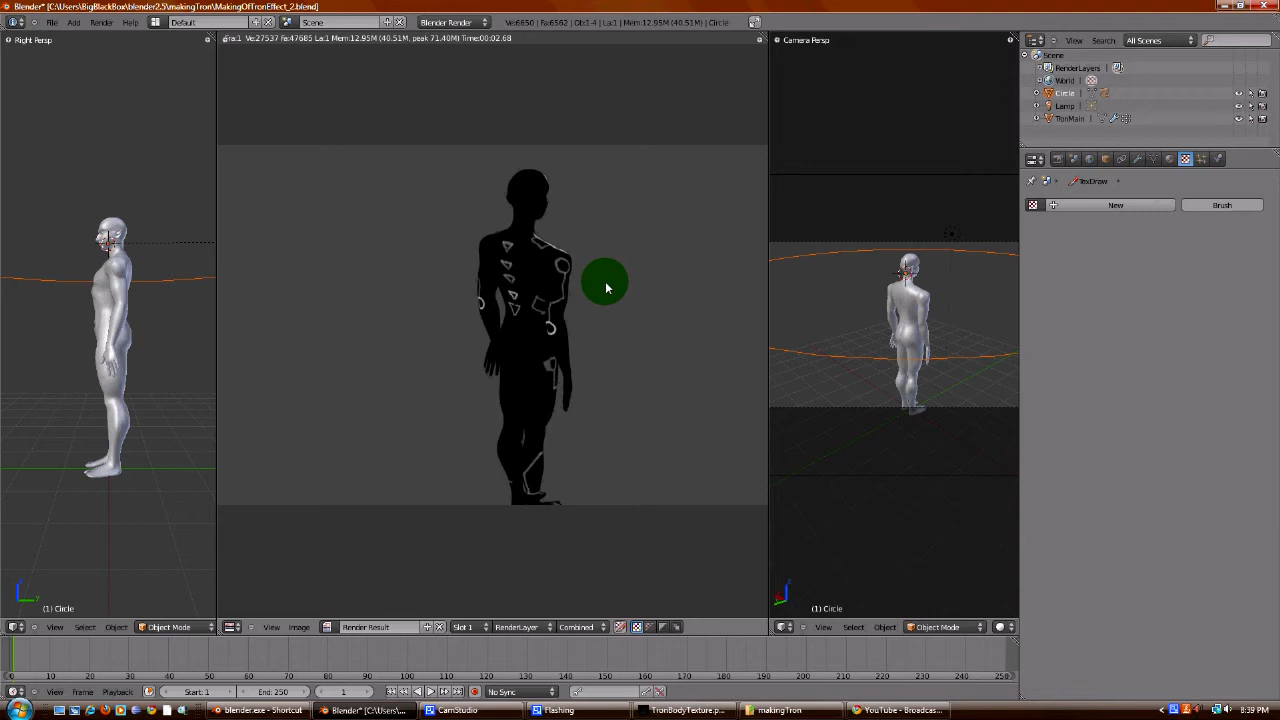 Blender* [C:\Users\BigBlackBox\blender2.5\makingTron\MakingOfTronEffect_2.blend]
File Add Render Help Default Scene Blender Render Ve:6650 | Fa:6562 | Ob:1-4 | La:1 | Mem:12.95M (40.51M) | Circle
Right Persp
Fra:1 Ve:27537 Fa:47685 La:1 Mem:12.95M (40.51M, peak 71.40M) Time:00:02.68
Camera Persp
View Search All Scenes
Scene
RenderLayers
World
Circle
Lamp
TronMain
TexDraw
New Brush
(1) Circle
(1) Circle
View Select Object Object Mode
View Image Render Result Slot 1 RenderLayer Combined
View Select Object Object Mode
0 10 20 30 40 50 60 70 80 90 100 110 120 130 140 150 160 170 180 190 200 210 220 230 240 250
View Frame Playback Start: 1 End: 250 1 No Sync
blender.exe - Shortcut Blender* [C:\Users\... CamStudio Flashing TronBodyTexture.p... makingTron YouTube - Broadcas... 8:39 PM